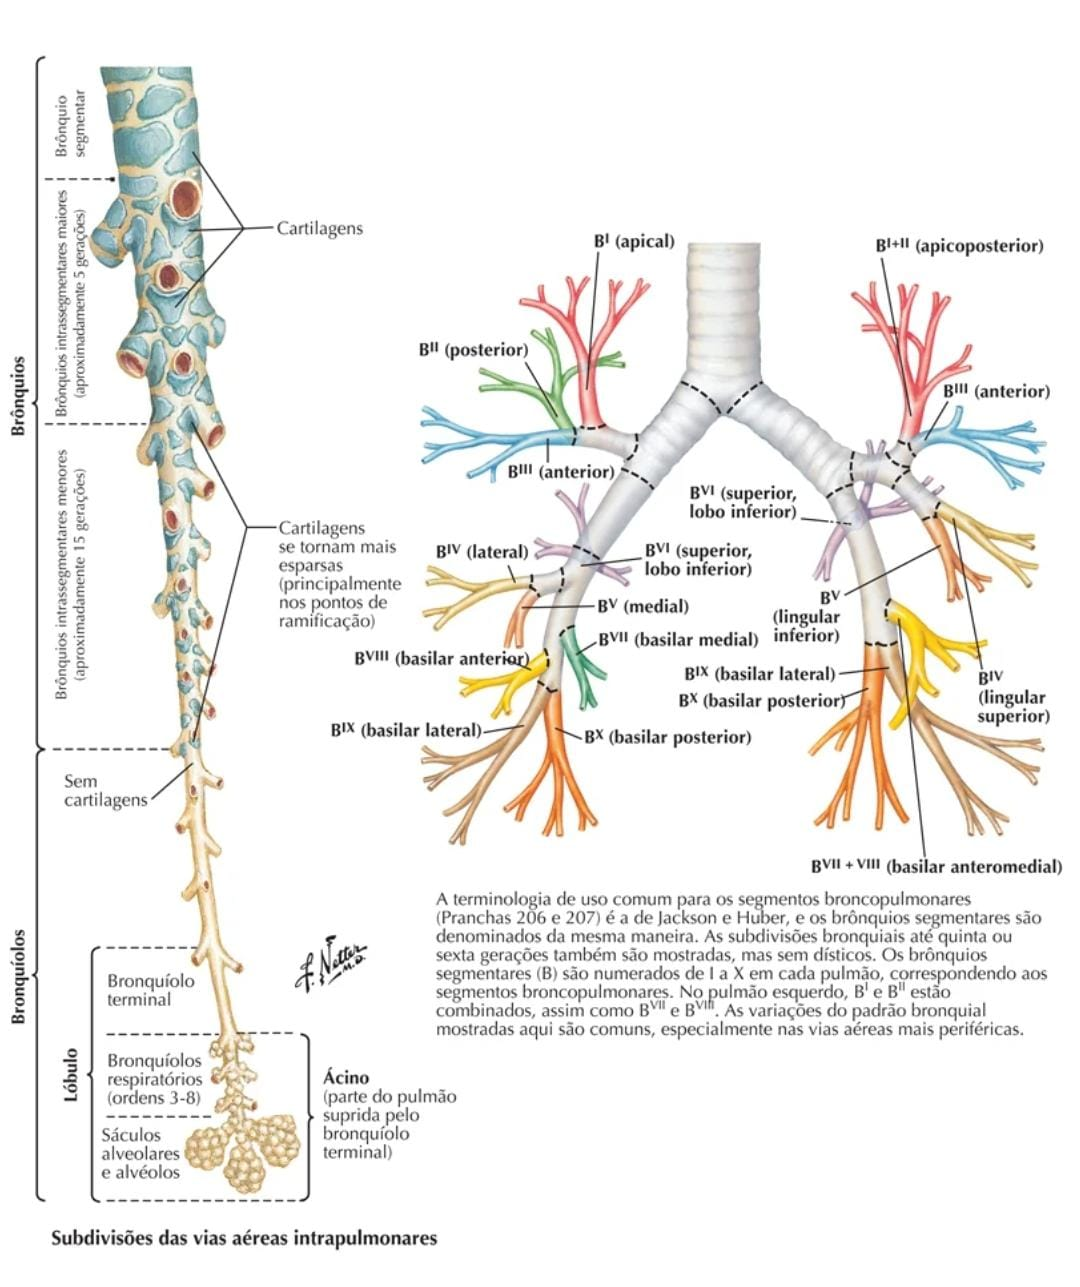 Brônquios
Brônquio
segmentar
Brônquios intrassegmentares maiores
(aproximadamente 5 gerações)
Brônquios intrassegmentares menores
(aproximadamente 15 gerações)
Cartilagens
Cartilagens
se tornam mais
esparsas
(principalmente
nos pontos de
ramificação)
Sem
cartilagens
Bronquíolos
Lóbulo
Bronquíolo
terminal
Bronquíolos
respiratórios
(ordens 3-8)
Sáculos
alveolares
e alvéolos
Ácino
(parte do pulmão
suprida pelo
bronquíolo
terminal)
F. Netter
M.D.
Bᴵ (apical)
Bᴵᴵ (posterior)
Bᴵᴵᴵ (anterior)
Bᴵⱽ (lateral)
Bⱽ (medial)
Bⱽᴵ (superior,
lobo inferior)
Bⱽᴵᴵ (basilar medial)
Bⱽᴵᴵᴵ (basilar anterior)
Bᴵˣ (basilar lateral)
Bˣ (basilar posterior)
Bᴵ⁺ᴵᴵ (apicoposterior)
Bᴵᴵᴵ (anterior)
Bⱽᴵ (superior,
lobo inferior)
Bⱽ
(lingular
inferior)
Bᴵˣ (basilar lateral)
Bˣ (basilar posterior)
Bᴵⱽ
(lingular
superior)
Bⱽᴵᴵ ⁺ ⱽᴵᴵᴵ (basilar anteromedial)
A terminologia de uso comum para os segmentos broncopulmonares
(Pranchas 206 e 207) é a de Jackson e Huber, e os brônquios segmentares são
denominados da mesma maneira. As subdivisões bronquiais até quinta ou
sexta gerações também são mostradas, mas sem dísticos. Os brônquios
segmentares (B) são numerados de I a X em cada pulmão, correspondendo aos
segmentos broncopulmonares. No pulmão esquerdo, Bᴵ e Bᴵᴵ estão
combinados, assim como Bⱽᴵᴵ e Bⱽᴵᴵᴵ. As variações do padrão bronquial
mostradas aqui são comuns, especialmente nas vias aéreas mais periféricas.
Subdivisões das vias aéreas intrapulmonares